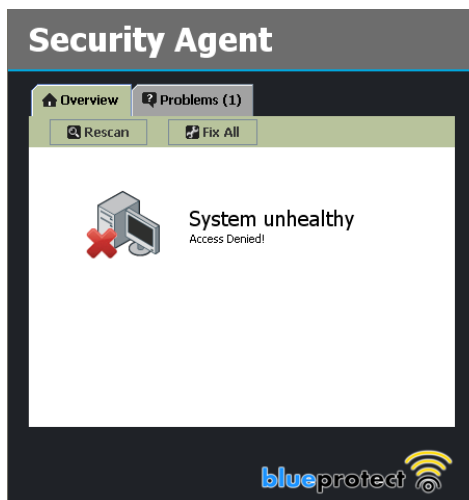 Security Agent
Overview Problems (1)
Rescan Fix All
System unhealthy
Access Denied!
blueprotect